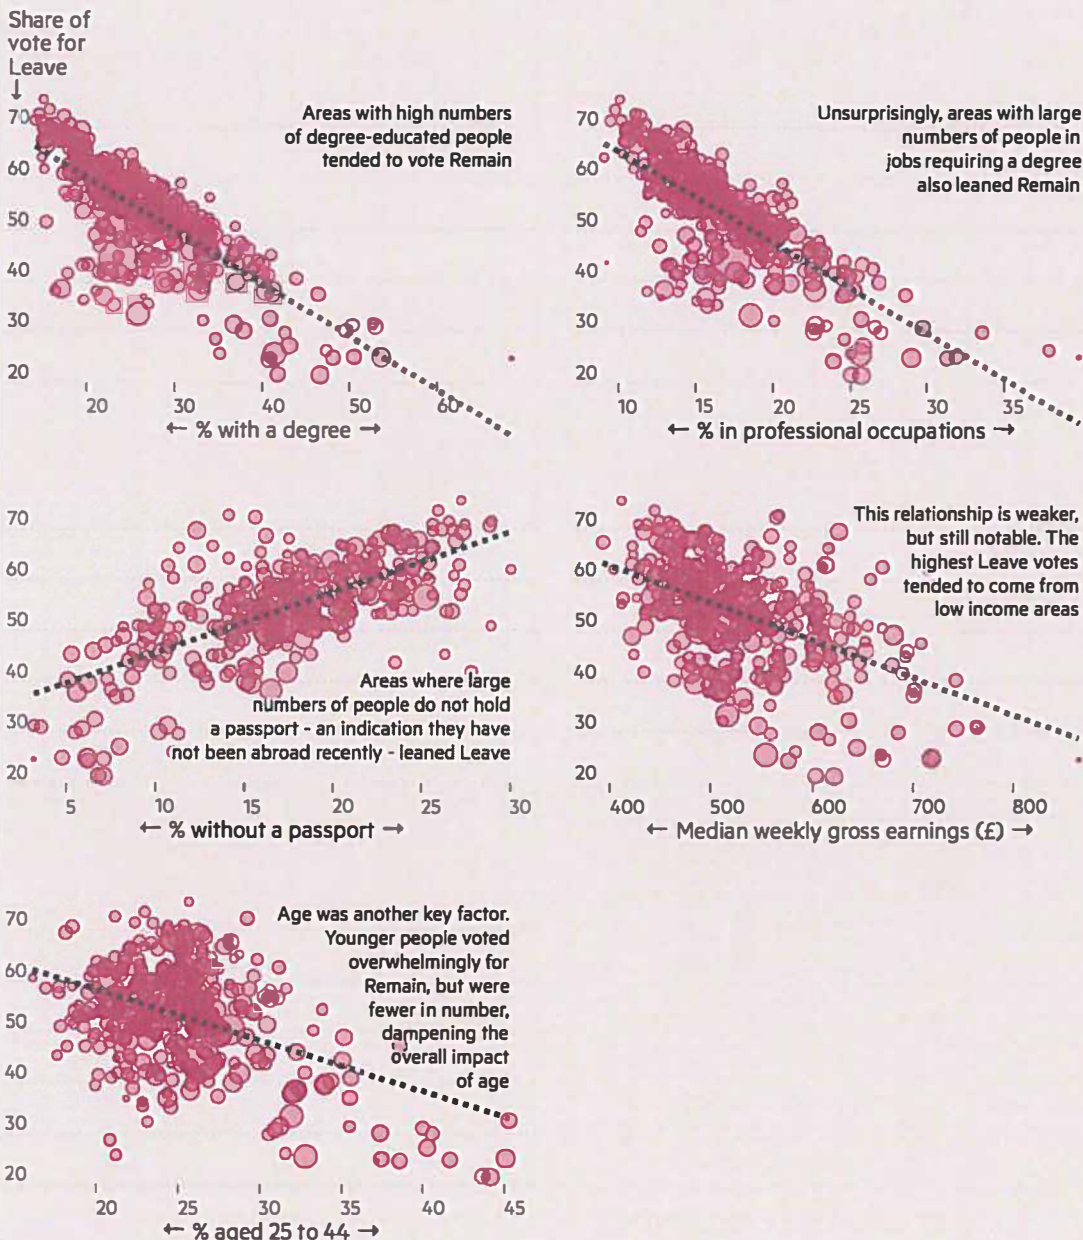 Share of
vote for
Leave
↓
70
60
50
40
30
20
Areas with high numbers
of degree-educated people
tended to vote Remain
20 30 40 50 60
← % with a degree →
70
60
50
40
30
20
Unsurprisingly, areas with large
numbers of people in
jobs requiring a degree
also leaned Remain
10 15 20 25 30 35
← % in professional occupations →
70
60
50
40
30
20
Areas where large
numbers of people do not hold
a passport - an indication they have
not been abroad recently - leaned Leave
5 10 15 20 25 30
← % without a passport →
70
60
50
40
30
20
This relationship is weaker,
but still notable. The
highest Leave votes
tended to come from
low income areas
400 500 600 700 800
← Median weekly gross earnings (£) →
70
60
50
40
30
20
Age was another key factor.
Younger people voted
overwhelmingly for
Remain, but were
fewer in number,
dampening the
overall impact
of age
20 25 30 35 40 45
← % aged 25 to 44 →